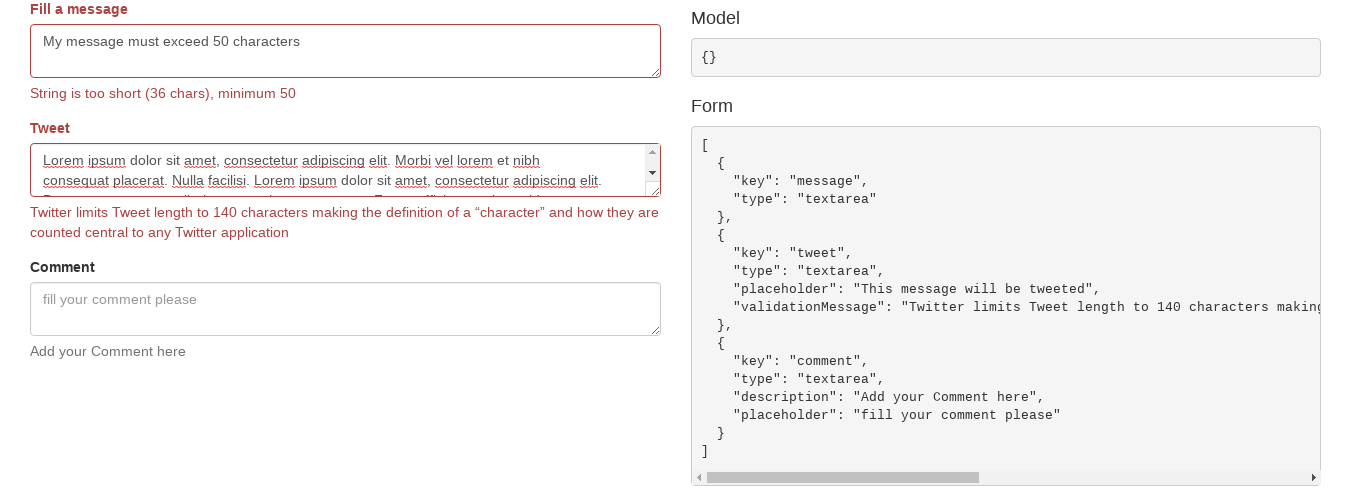 Fill a message
My message must exceed 50 characters
String is too short (36 chars), minimum 50
Tweet
Lorem ipsum dolor sit amet, consectetur adipiscing elit. Morbi vel lorem et nibh
consequat placerat. Nulla facilisi. Lorem ipsum dolor sit amet, consectetur adipiscing elit.
Twitter limits Tweet length to 140 characters making the definition of a “character” and how they are
counted central to any Twitter application
Comment
fill your comment please
Add your Comment here
Model
{}
Form
[
  {
    "key": "message",
    "type": "textarea"
  },
  {
    "key": "tweet",
    "type": "textarea",
    "placeholder": "This message will be tweeted",
    "validationMessage": "Twitter limits Tweet length to 140 characters making
  },
  {
    "key": "comment",
    "type": "textarea",
    "description": "Add your Comment here",
    "placeholder": "fill your comment please"
  }
]